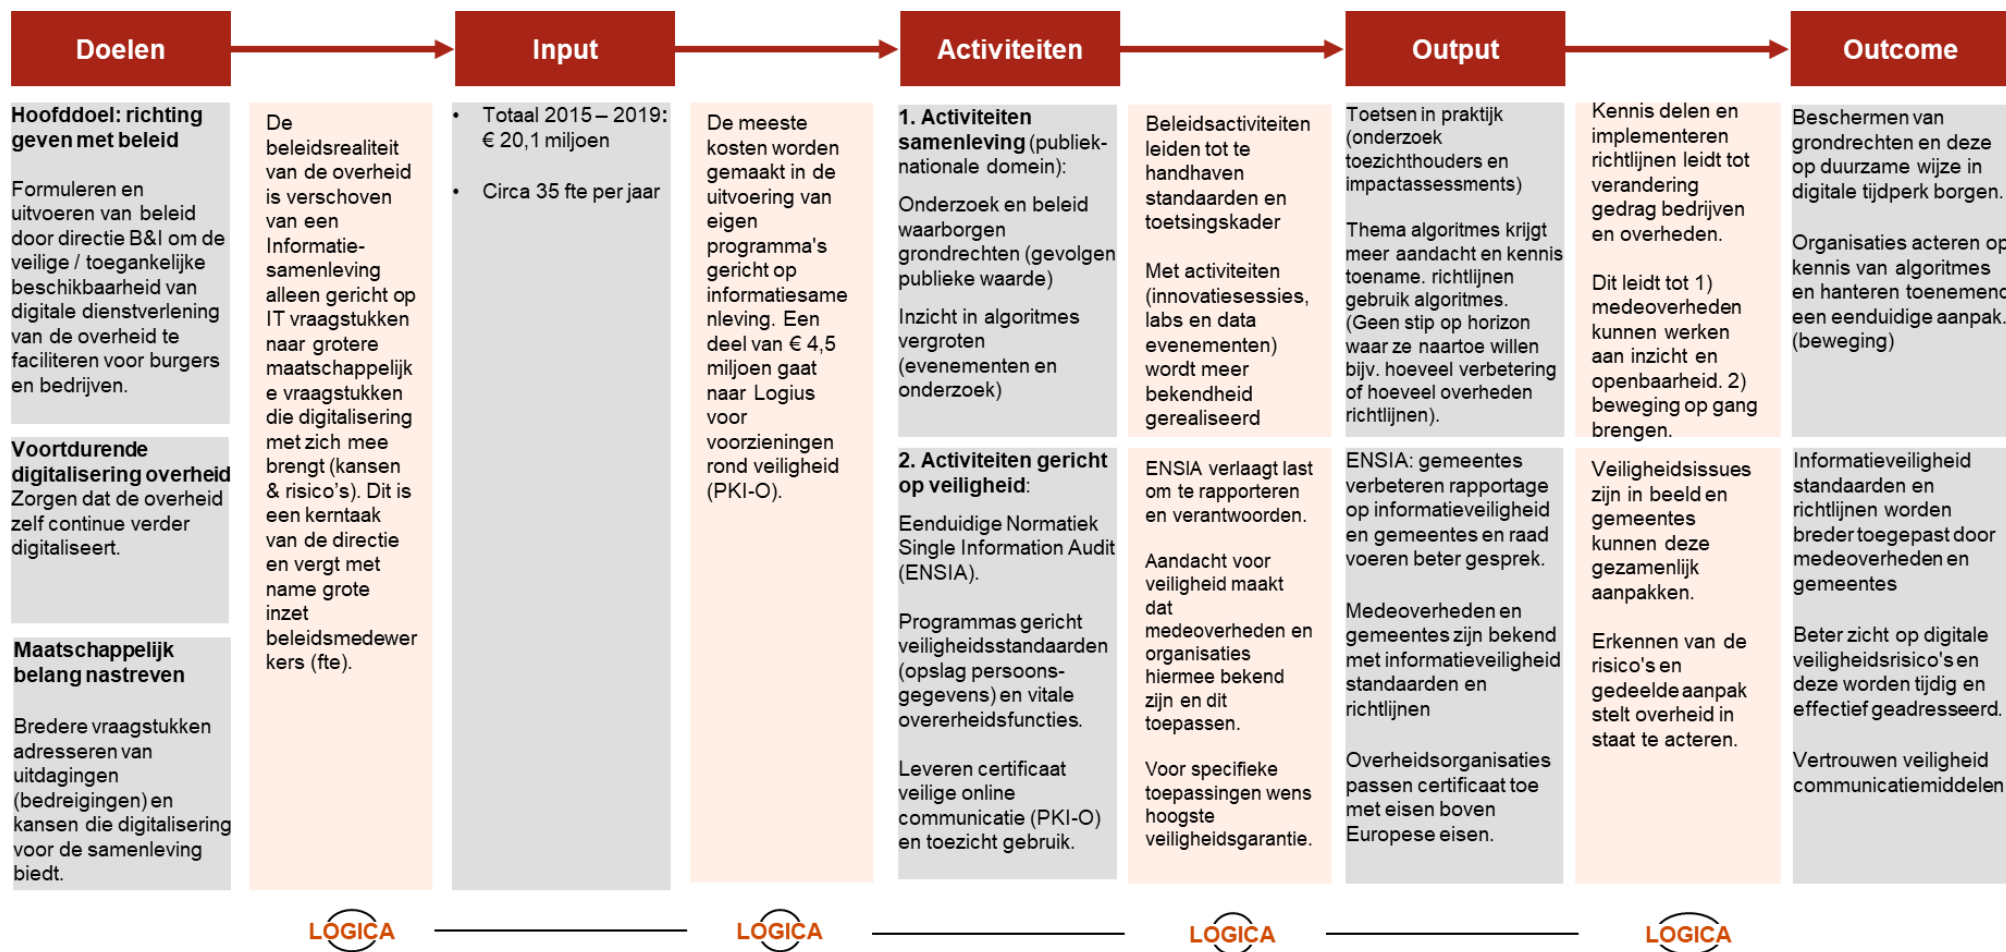 Doelen
Input
Activiteiten
Output
Outcome
Hoofddoel: richting
geven met beleid
Formuleren en
uitvoeren van beleid
door directie B&I om de
veilige / toegankelijke
beschikbaarheid van
digitale dienstverlening
van de overheid te
faciliteren voor burgers
en bedrijven.
Voortdurende
digitalisering overheid
Zorgen dat de overheid
zelf continue verder
digitaliseert.
Maatschappelijk
belang nastreven
Bredere vraagstukken
adresseren van
uitdagingen
(bedreigingen) en
kansen die digitalisering
voor de samenleving
biedt.
De
beleidsrealiteit
van de overheid
is verschoven
van een
Informatie-
samenleving
alleen gericht op
IT vraagstukken
naar grotere
maatschappelijk
e vraagstukken
die digitalisering
met zich mee
brengt (kansen
& risico's). Dit is
een kerntaak
van de directie
en vergt met
name grote
inzet
beleidsmedewer
kers (fte).
• Totaal 2015 – 2019:
€ 20,1 miljoen
• Circa 35 fte per jaar
De meeste
kosten worden
gemaakt in de
uitvoering van
eigen
programma's
gericht op
informatiesame
nleving. Een
deel van € 4,5
miljoen gaat
naar Logius
voor
voorzieningen
rond veiligheid
(PKI-O).
1. Activiteiten
samenleving (publiek-
nationale domein):
Onderzoek en beleid
waarborgen
grondrechten (gevolgen
publieke waarde)
Inzicht in algoritmes
vergroten
(evenementen en
onderzoek)
2. Activiteiten gericht
op veiligheid:
Eenduidige Normatiek
Single Information Audit
(ENSIA).
Programmas gericht
veiligheidsstandaarden
(opslag persoons-
gegevens) en vitale
overerheidsfuncties.
Leveren certificaat
veilige online
communicatie (PKI-O)
en toezicht gebruik.
Beleidsactiviteiten
leiden tot te
handhaven
standaarden en
toetsingskader
Met activiteiten
(innovatiesessies,
labs en data
evenementen)
wordt meer
bekendheid
gerealiseerd
ENSIA verlaagt last
om te rapporteren
en verantwoorden.
Aandacht voor
veiligheid maakt
dat
medeoverheden en
organisaties
hiermee bekend
zijn en dit
toepassen.
Voor specifieke
toepassingen wens
hoogste
veiligheidsgarantie.
Toetsen in praktijk
(onderzoek
toezichthouders en
impactassessments)
Thema algoritmes krijgt
meer aandacht en kennis
toename. richtlijnen
gebruik algoritmes.
(Geen stip op horizon
waar ze naartoe willen
bijv. hoeveel verbetering
of hoeveel overheden
richtlijnen).
ENSIA: gemeentes
verbeteren rapportage
op informatieveiligheid
en gemeentes en raad
voeren beter gesprek.
Medeoverheden en
gemeentes zijn bekend
met informatieveiligheid
standaarden en
richtlijnen
Overheidsorganisaties
passen certificaat toe
met eisen boven
Europese eisen.
Kennis delen en
implementeren
richtlijnen leidt tot
verandering
gedrag bedrijven
en overheden.
Dit leidt tot 1)
medeoverheden
kunnen werken
aan inzicht en
openbaarheid. 2)
beweging op gang
brengen.
Veiligheidsissues
zijn in beeld en
gemeentes
kunnen deze
gezamenlijk
aanpakken.
Erkennen van de
risico's en
gedeelde aanpak
stelt overheid in
staat te acteren.
Beschermen van
grondrechten en deze
op duurzame wijze in
digitale tijdperk borgen.
Organisaties acteren op
kennis van algoritmes
en hanteren toenemend
een eenduidige aanpak.
(beweging)
Informatieveiligheid
standaarden en
richtlijnen worden
breder toegepast door
medeoverheden en
gemeentes
Beter zicht op digitale
veiligheidsrisico's en
deze worden tijdig en
effectief geadresseerd.
Vertrouwen veiligheid
communicatiemiddelen
LOGICA
LOGICA
LOGICA
LOGICA